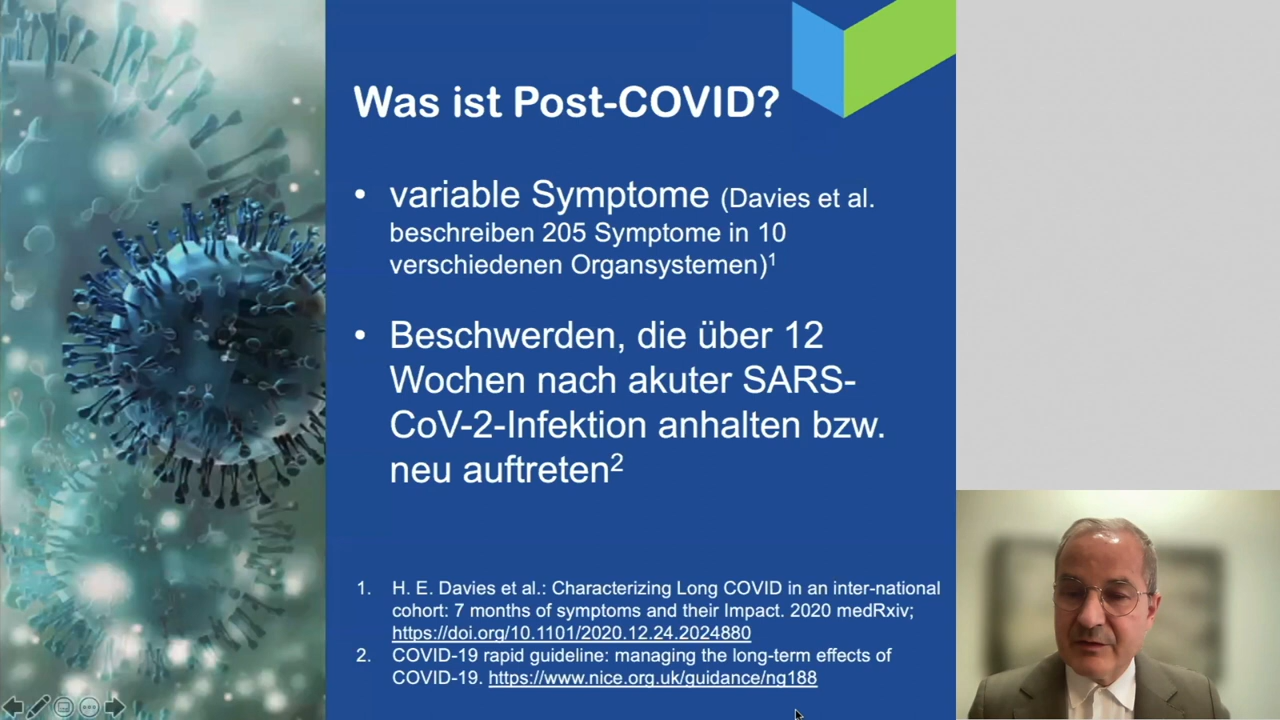 Was ist Post-COVID?
• variable Symptome (Davies et al.
beschreiben 205 Symptome in 10
verschiedenen Organsystemen)¹
• Beschwerden, die über 12
Wochen nach akuter SARS-
CoV-2-Infektion anhalten bzw.
neu auftreten²
1. H. E. Davies et al.: Characterizing Long COVID in an inter-national
cohort: 7 months of symptoms and their Impact. 2020 medRxiv;
https://doi.org/10.1101/2020.12.24.2024880
2. COVID-19 rapid guideline: managing the long-term effects of
COVID-19. https://www.nice.org.uk/guidance/ng188